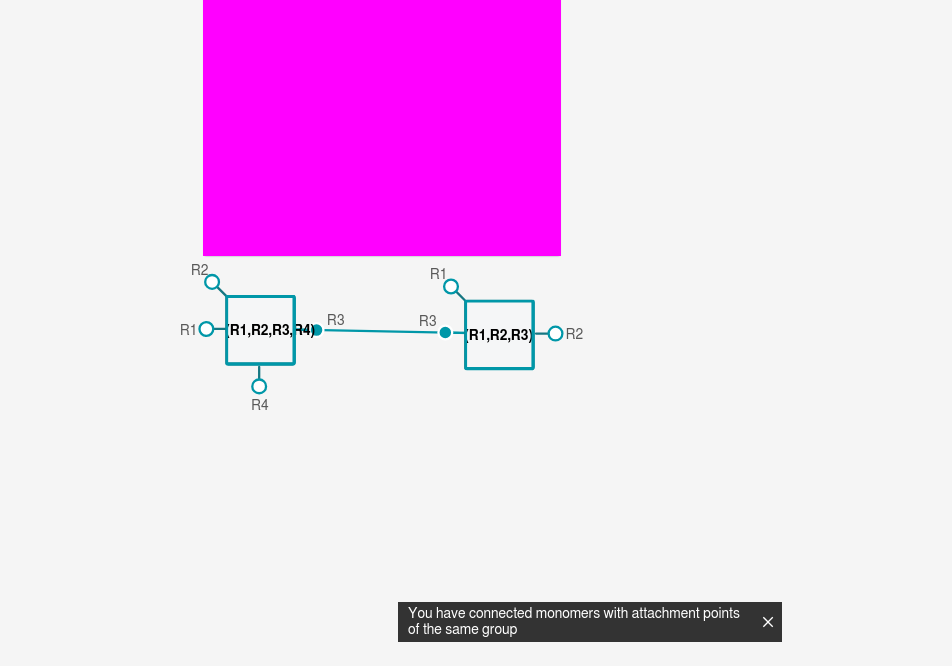 R2
R1
R1
(R1,R2,R3,R4)
R3
R3
(R1,R2,R3)
R2
R4
You have connected monomers with attachment points
of the same group